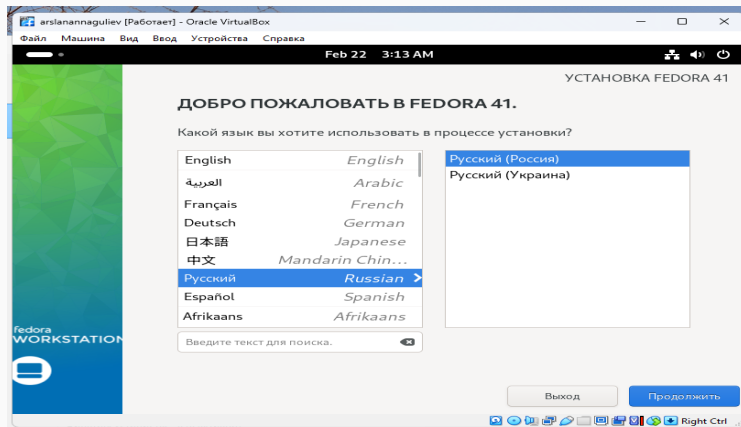 arslanannaguliev [Работает] - Oracle VirtualBox
Файл Машина Вид Ввод Устройства Справка
Feb 22 3:13 AM
УСТАНОВКА FEDORA 41
ДОБРО ПОЖАЛОВАТЬ В FEDORA 41.
Какой язык вы хотите использовать в процессе установки?
English English
العربية Arabic
Français French
Deutsch German
日本語 Japanese
中文 Mandarin Chin...
Русский Russian
Español Spanish
Afrikaans Afrikaans
Русский (Россия)
Русский (Украина)
Введите текст для поиска.
fedora
WORKSTATION
Выход Продолжить
Right Ctrl